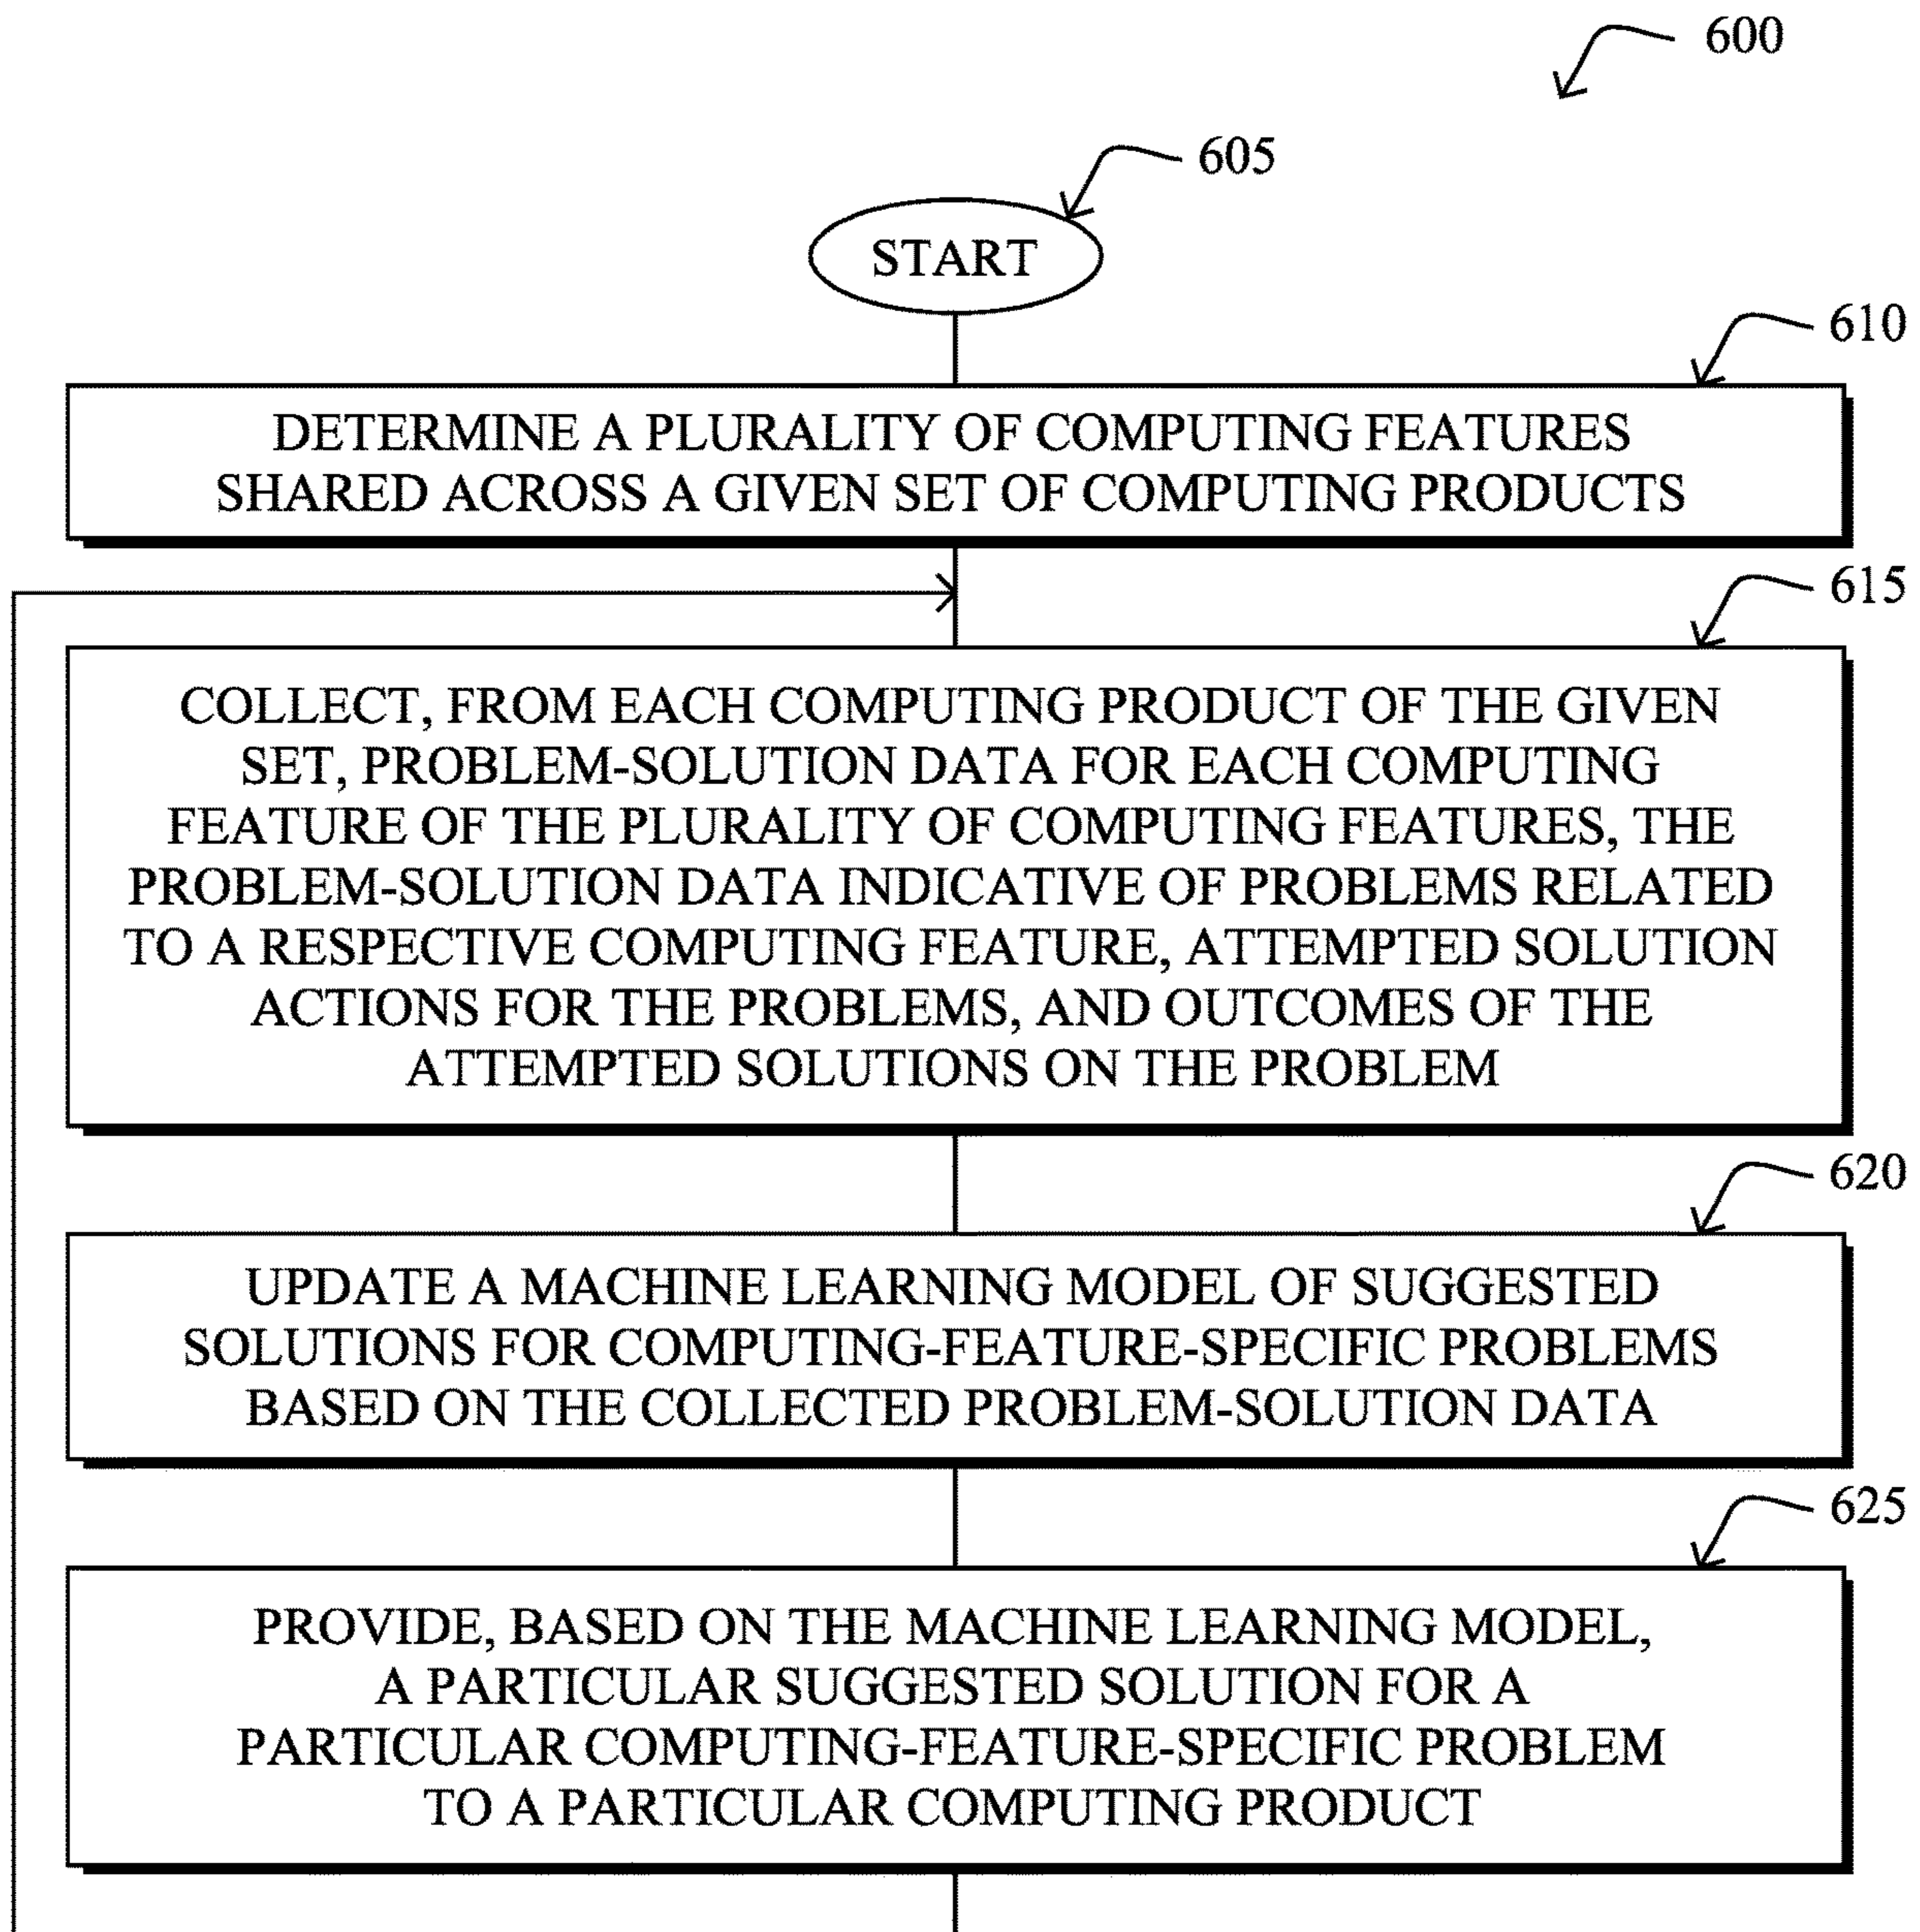 600
605
START
610
DETERMINE A PLURALITY OF COMPUTING FEATURES
SHARED ACROSS A GIVEN SET OF COMPUTING PRODUCTS
615
COLLECT, FROM EACH COMPUTING PRODUCT OF THE GIVEN
SET, PROBLEM-SOLUTION DATA FOR EACH COMPUTING
FEATURE OF THE PLURALITY OF COMPUTING FEATURES, THE
PROBLEM-SOLUTION DATA INDICATIVE OF PROBLEMS RELATED
TO A RESPECTIVE COMPUTING FEATURE, ATTEMPTED SOLUTION
ACTIONS FOR THE PROBLEMS, AND OUTCOMES OF THE
ATTEMPTED SOLUTIONS ON THE PROBLEM
620
UPDATE A MACHINE LEARNING MODEL OF SUGGESTED
SOLUTIONS FOR COMPUTING-FEATURE-SPECIFIC PROBLEMS
BASED ON THE COLLECTED PROBLEM-SOLUTION DATA
625
PROVIDE, BASED ON THE MACHINE LEARNING MODEL,
A PARTICULAR SUGGESTED SOLUTION FOR A
PARTICULAR COMPUTING-FEATURE-SPECIFIC PROBLEM
TO A PARTICULAR COMPUTING PRODUCT